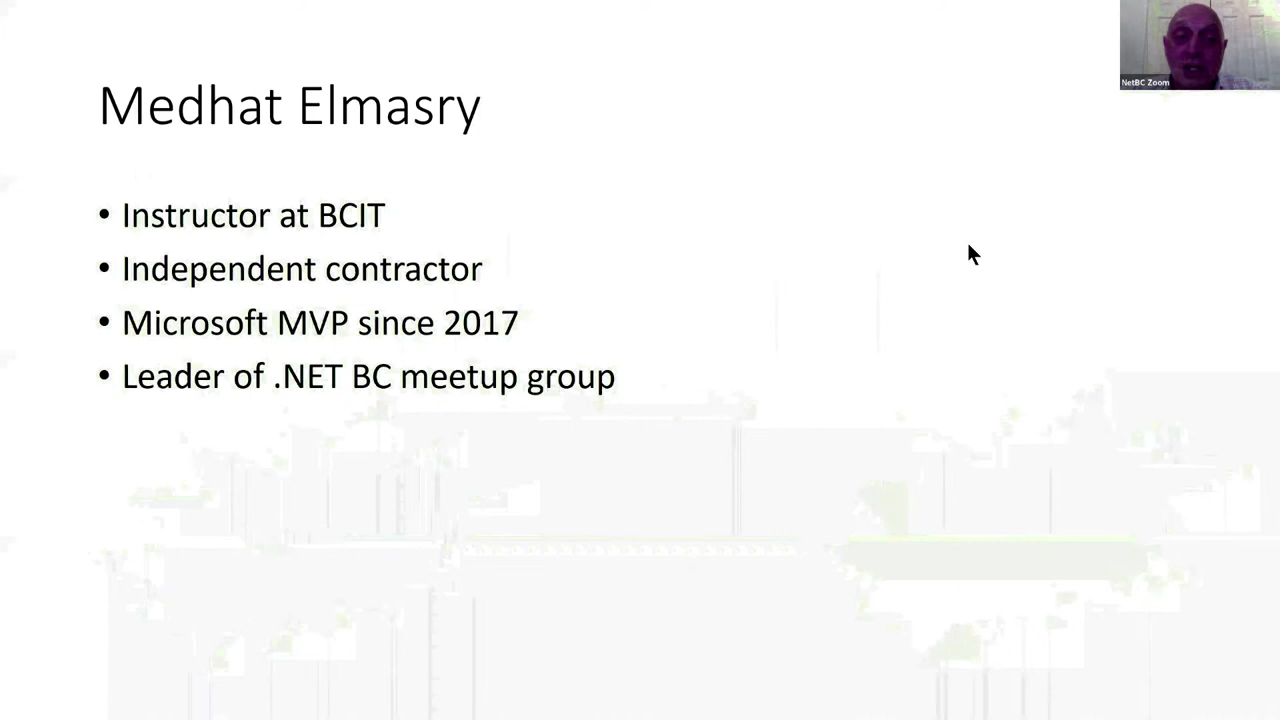 NetBC Zoom
Medhat Elmasry
• Instructor at BCIT
• Independent contractor
• Microsoft MVP since 2017
• Leader of .NET BC meetup group